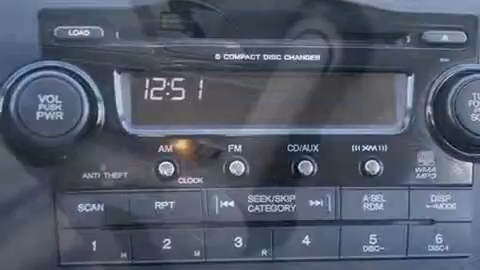 LOAD
6 COMPACT DISC CHANGER
12:51
VOL
PUSH
PWR
AM FM CD/AUX XM
ANTI THEFT CLOCK WMA
MP3
SCAN RPT SEEK/SKIP
CATEGORY A.SEL
RDM DISP
MODE
1 2 3 4 5 6
H M R DISC- DISC+